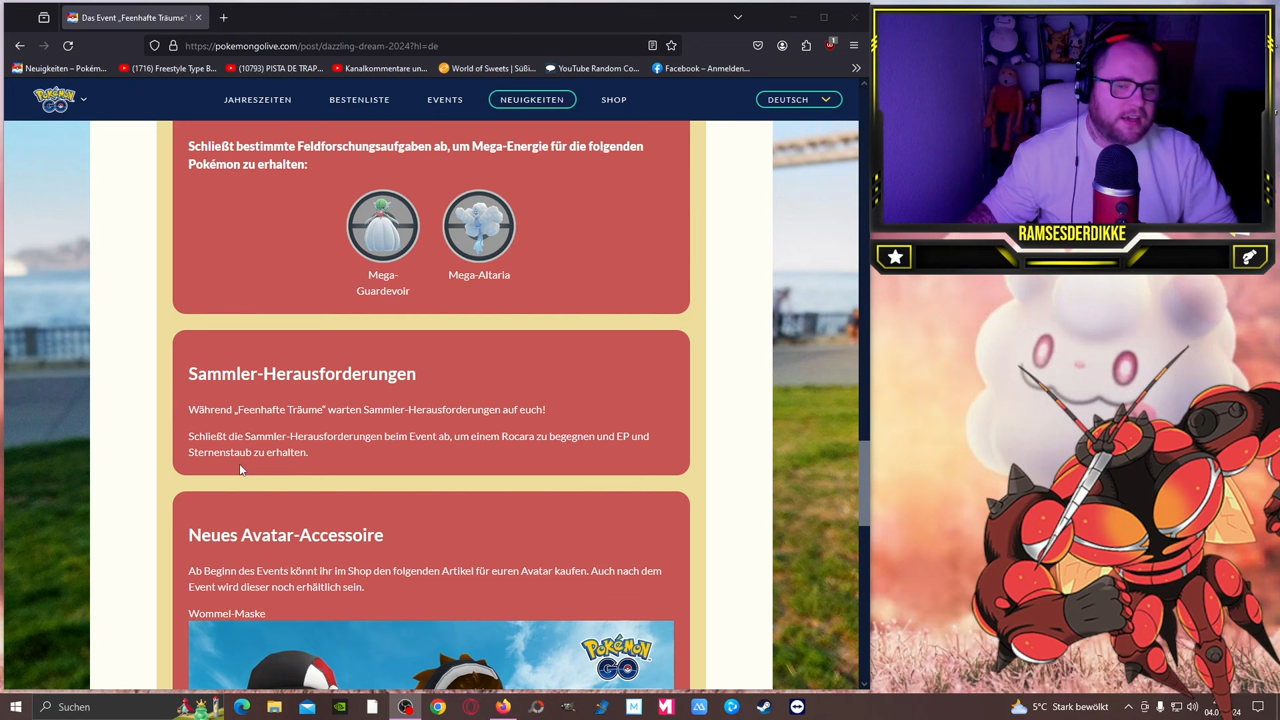 Das Event „Feenhafte Träume“ b
https://pokemongolive.com/post/dazzling-dream-2024?hl=de
1
Neuigkeiten – Pokém...
(1716) Freestyle Type B...
(10793) PISTA DE TRAP...
Kanalkommentare un...
World of Sweets | Süßi...
YouTube Random Co...
Facebook – Anmelden...
Pokémon GO
JAHRESZEITEN
BESTENLISTE
EVENTS
NEUIGKEITEN
SHOP
DEUTSCH
Schließt bestimmte Feldforschungsaufgaben ab, um Mega-Energie für die folgenden
Pokémon zu erhalten:
Mega-
Guardevoir
Mega-Altaria
Sammler-Herausforderungen
Während „Feenhafte Träume“ warten Sammler-Herausforderungen auf euch!
Schließt die Sammler-Herausforderungen beim Event ab, um einem Rocara zu begegnen und EP und
Sternenstaub zu erhalten.
Neues Avatar-Accessoire
Ab Beginn des Events könnt ihr im Shop den folgenden Artikel für euren Avatar kaufen. Auch nach dem
Event wird dieser noch erhältlich sein.
Wommel-Maske
Pokémon
GO
RAMSESDERDIKKE
Suchen
5°C Stark bewölkt